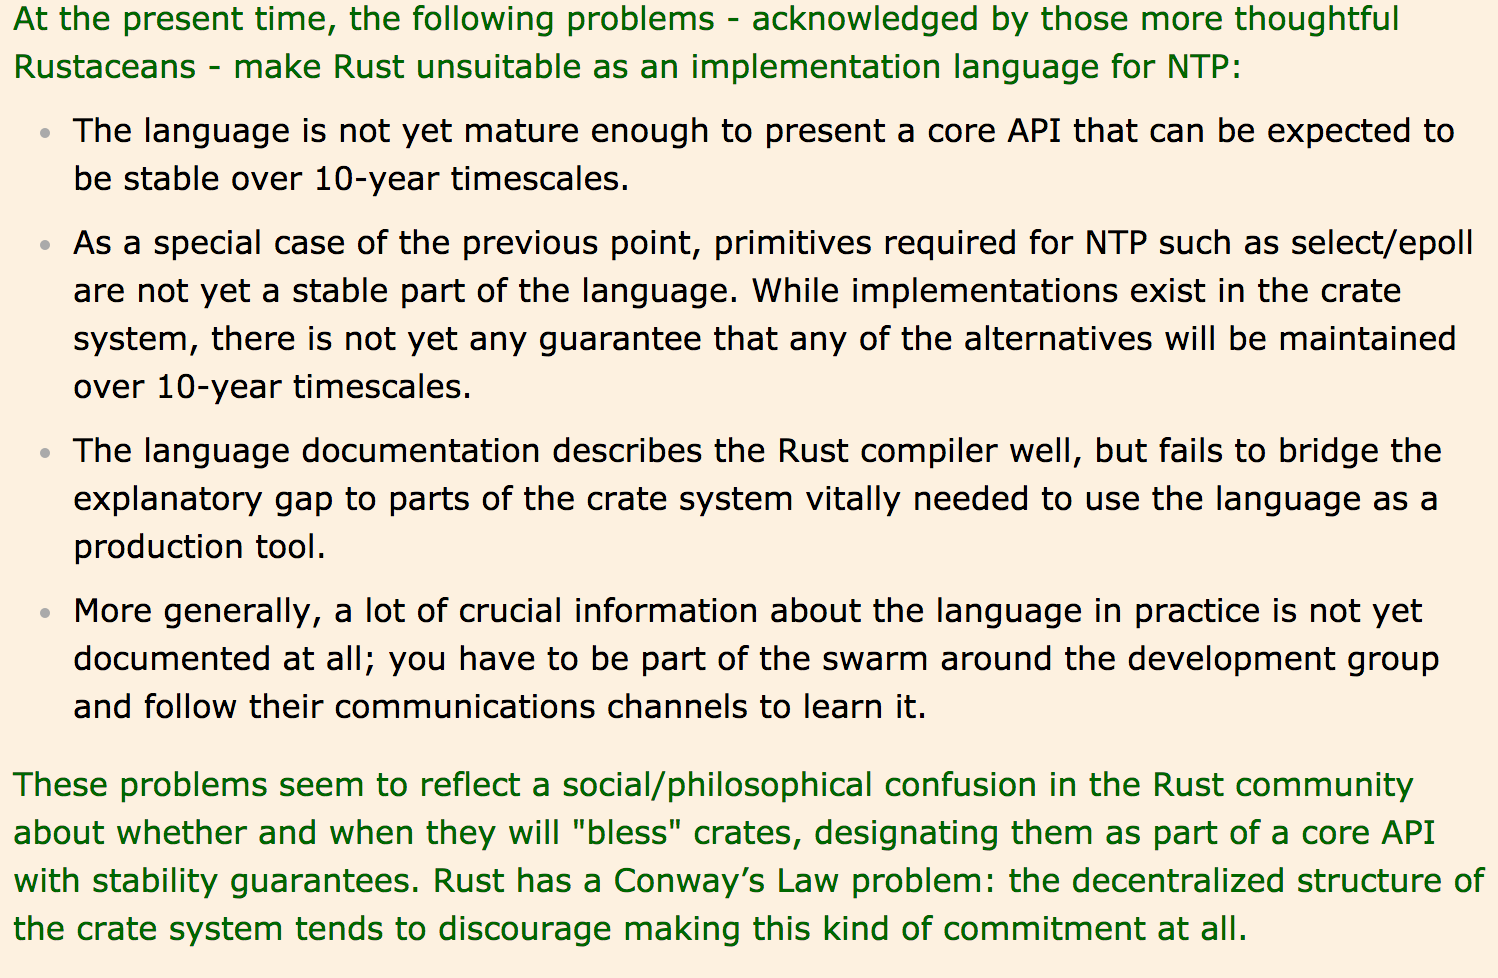 At the present time, the following problems - acknowledged by those more thoughtful
Rustaceans - make Rust unsuitable as an implementation language for NTP:
• The language is not yet mature enough to present a core API that can be expected to
be stable over 10-year timescales.
• As a special case of the previous point, primitives required for NTP such as select/epoll
are not yet a stable part of the language. While implementations exist in the crate
system, there is not yet any guarantee that any of the alternatives will be maintained
over 10-year timescales.
• The language documentation describes the Rust compiler well, but fails to bridge the
explanatory gap to parts of the crate system vitally needed to use the language as a
production tool.
• More generally, a lot of crucial information about the language in practice is not yet
documented at all; you have to be part of the swarm around the development group
and follow their communications channels to learn it.
These problems seem to reflect a social/philosophical confusion in the Rust community
about whether and when they will "bless" crates, designating them as part of a core API
with stability guarantees. Rust has a Conway’s Law problem: the decentralized structure of
the crate system tends to discourage making this kind of commitment at all.